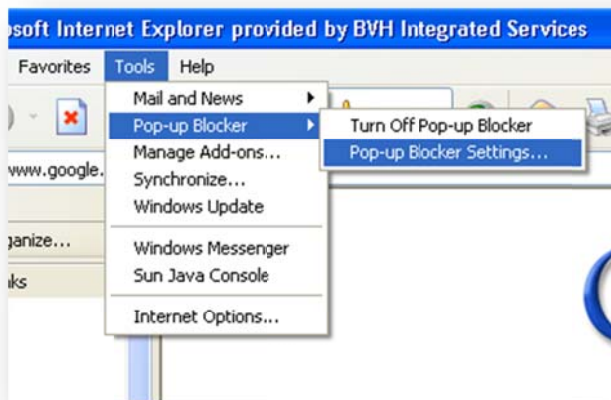 soft Internet Explorer provided by BVH Integrated Services
Favorites Tools Help
Mail and News
Pop-up Blocker
Turn Off Pop-up Blocker
Manage Add-ons...
Pop-up Blocker Settings...
www.google.
Synchronize...
Windows Update
ganize...
Windows Messenger
ks
Sun Java Console
Internet Options...